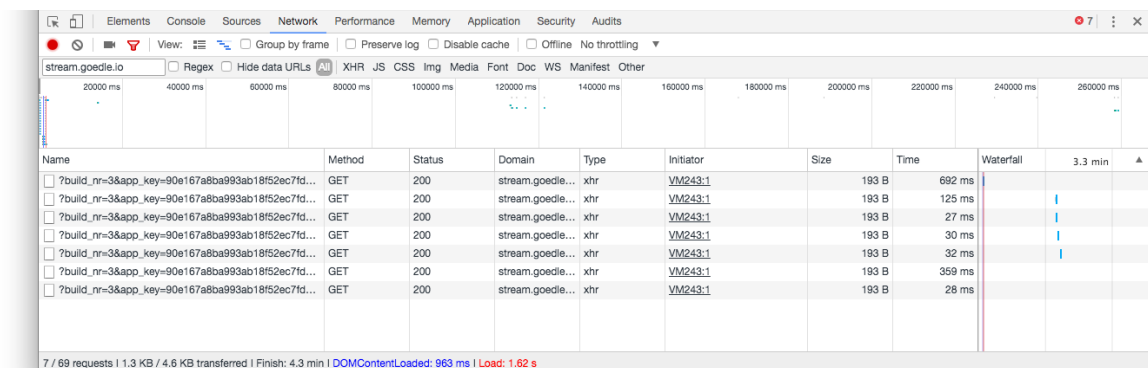 Elements Console Sources Network Performance Memory Application Security Audits 7
View: Group by frame Preserve log Disable cache Offline No throttling
stream.goedle.io Regex Hide data URLs All XHR JS CSS Img Media Font Doc WS Manifest Other
20000 ms 40000 ms 60000 ms 80000 ms 100000 ms 120000 ms 140000 ms 160000 ms 180000 ms 200000 ms 220000 ms 240000 ms 260000 ms
Name Method Status Domain Type Initiator Size Time Waterfall 3.3 min
?build_nr=3&app_key=90e167a8ba993ab18f52ec7fd... GET 200 stream.goedle... xhr VM243:1 193 B 692 ms
?build_nr=3&app_key=90e167a8ba993ab18f52ec7fd... GET 200 stream.goedle... xhr VM243:1 193 B 125 ms
?build_nr=3&app_key=90e167a8ba993ab18f52ec7fd... GET 200 stream.goedle... xhr VM243:1 193 B 27 ms
?build_nr=3&app_key=90e167a8ba993ab18f52ec7fd... GET 200 stream.goedle... xhr VM243:1 193 B 30 ms
?build_nr=3&app_key=90e167a8ba993ab18f52ec7fd... GET 200 stream.goedle... xhr VM243:1 193 B 32 ms
?build_nr=3&app_key=90e167a8ba993ab18f52ec7fd... GET 200 stream.goedle... xhr VM243:1 193 B 359 ms
?build_nr=3&app_key=90e167a8ba993ab18f52ec7fd... GET 200 stream.goedle... xhr VM243:1 193 B 28 ms
7 / 69 requests | 1.3 KB / 4.6 KB transferred | Finish: 4.3 min | DOMContentLoaded: 963 ms | Load: 1.62 s